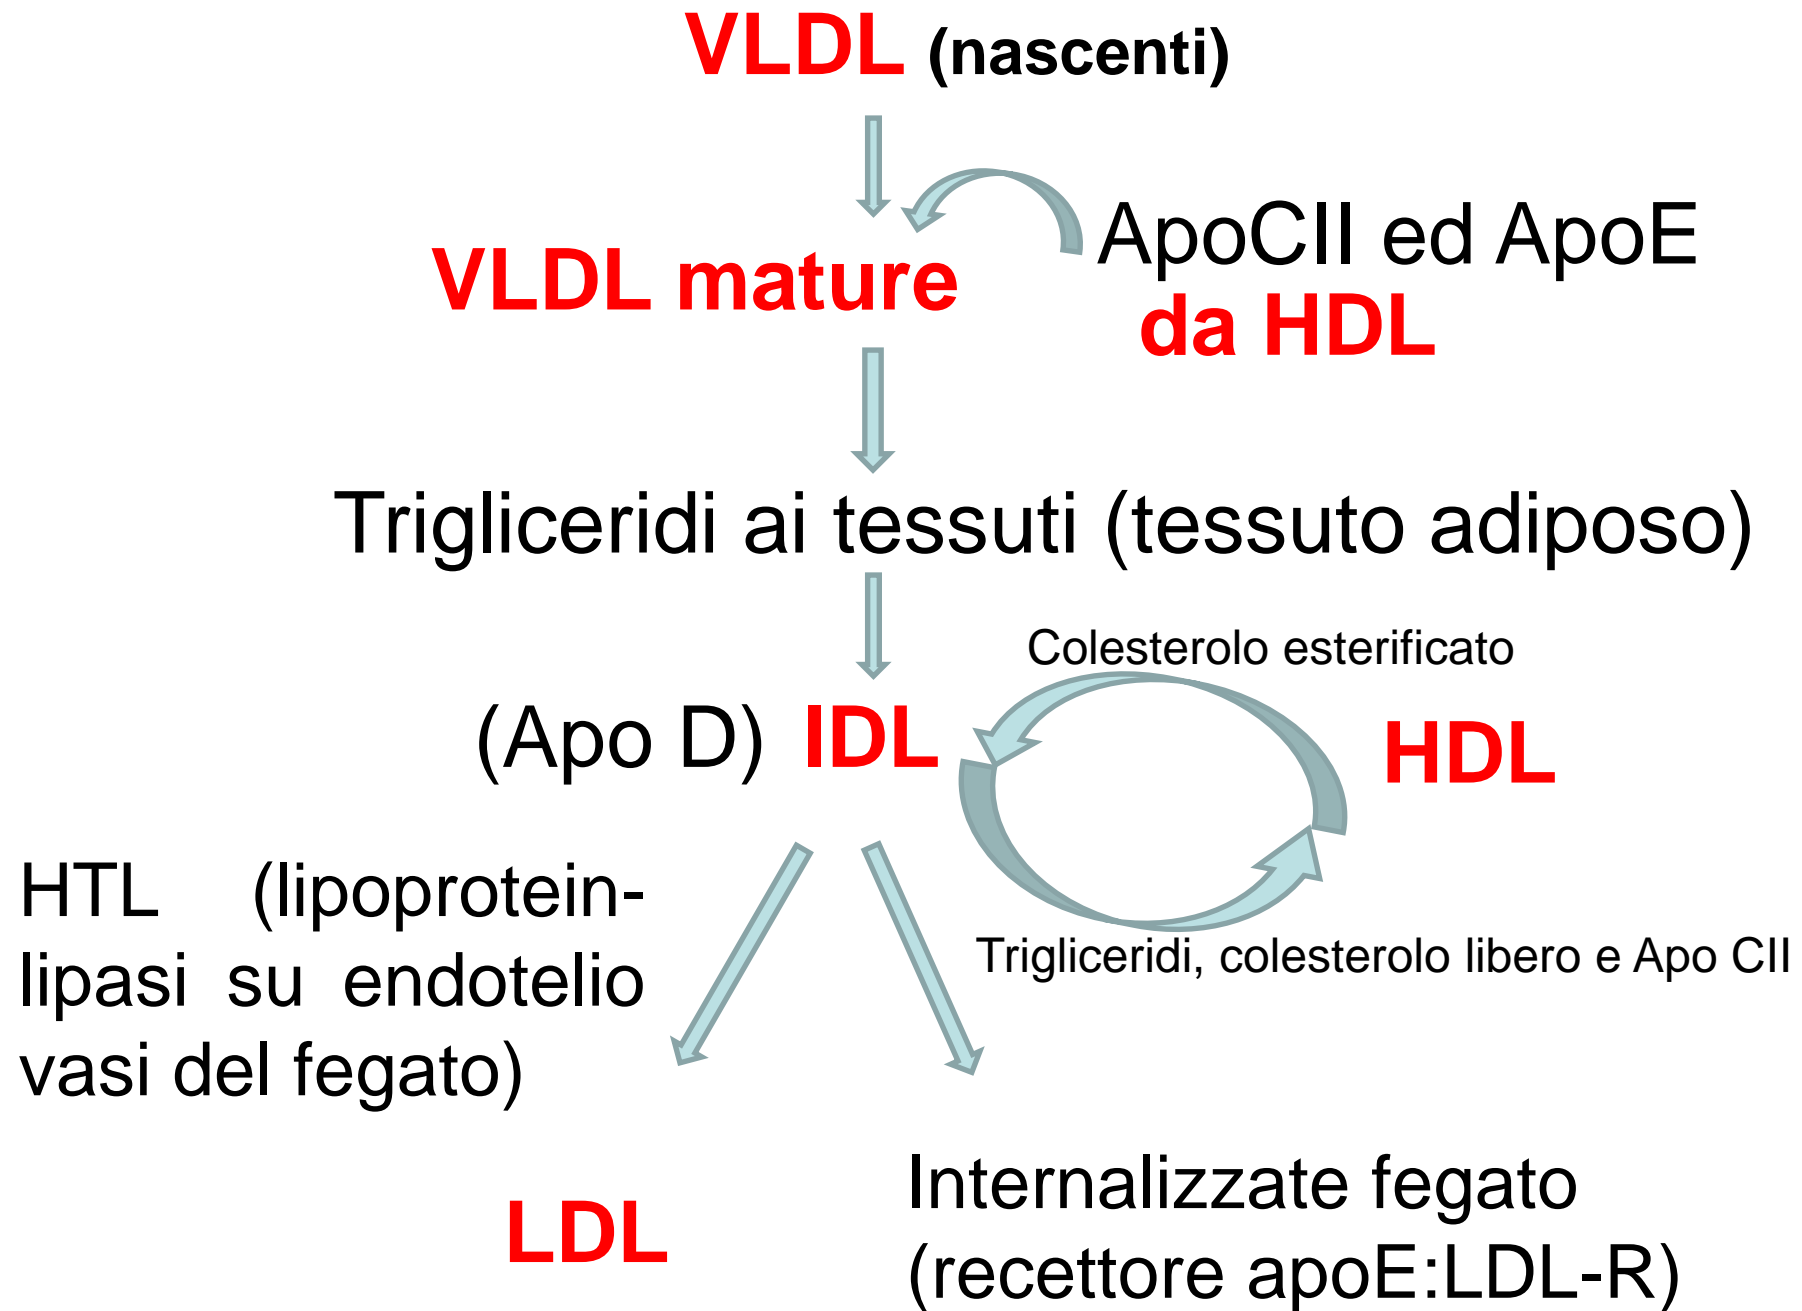 VLDL (nascenti)
ApoCII ed ApoE
VLDL mature
da HDL
Trigliceridi ai tessuti (tessuto adiposo)
Colesterolo esterificato
(Apo D) IDL
HDL
HTL (lipoprotein-
lipasi su endotelio
vasi del fegato)
Trigliceridi, colesterolo libero e Apo CII
LDL
Internalizzate fegato
(recettore apoE:LDL-R)